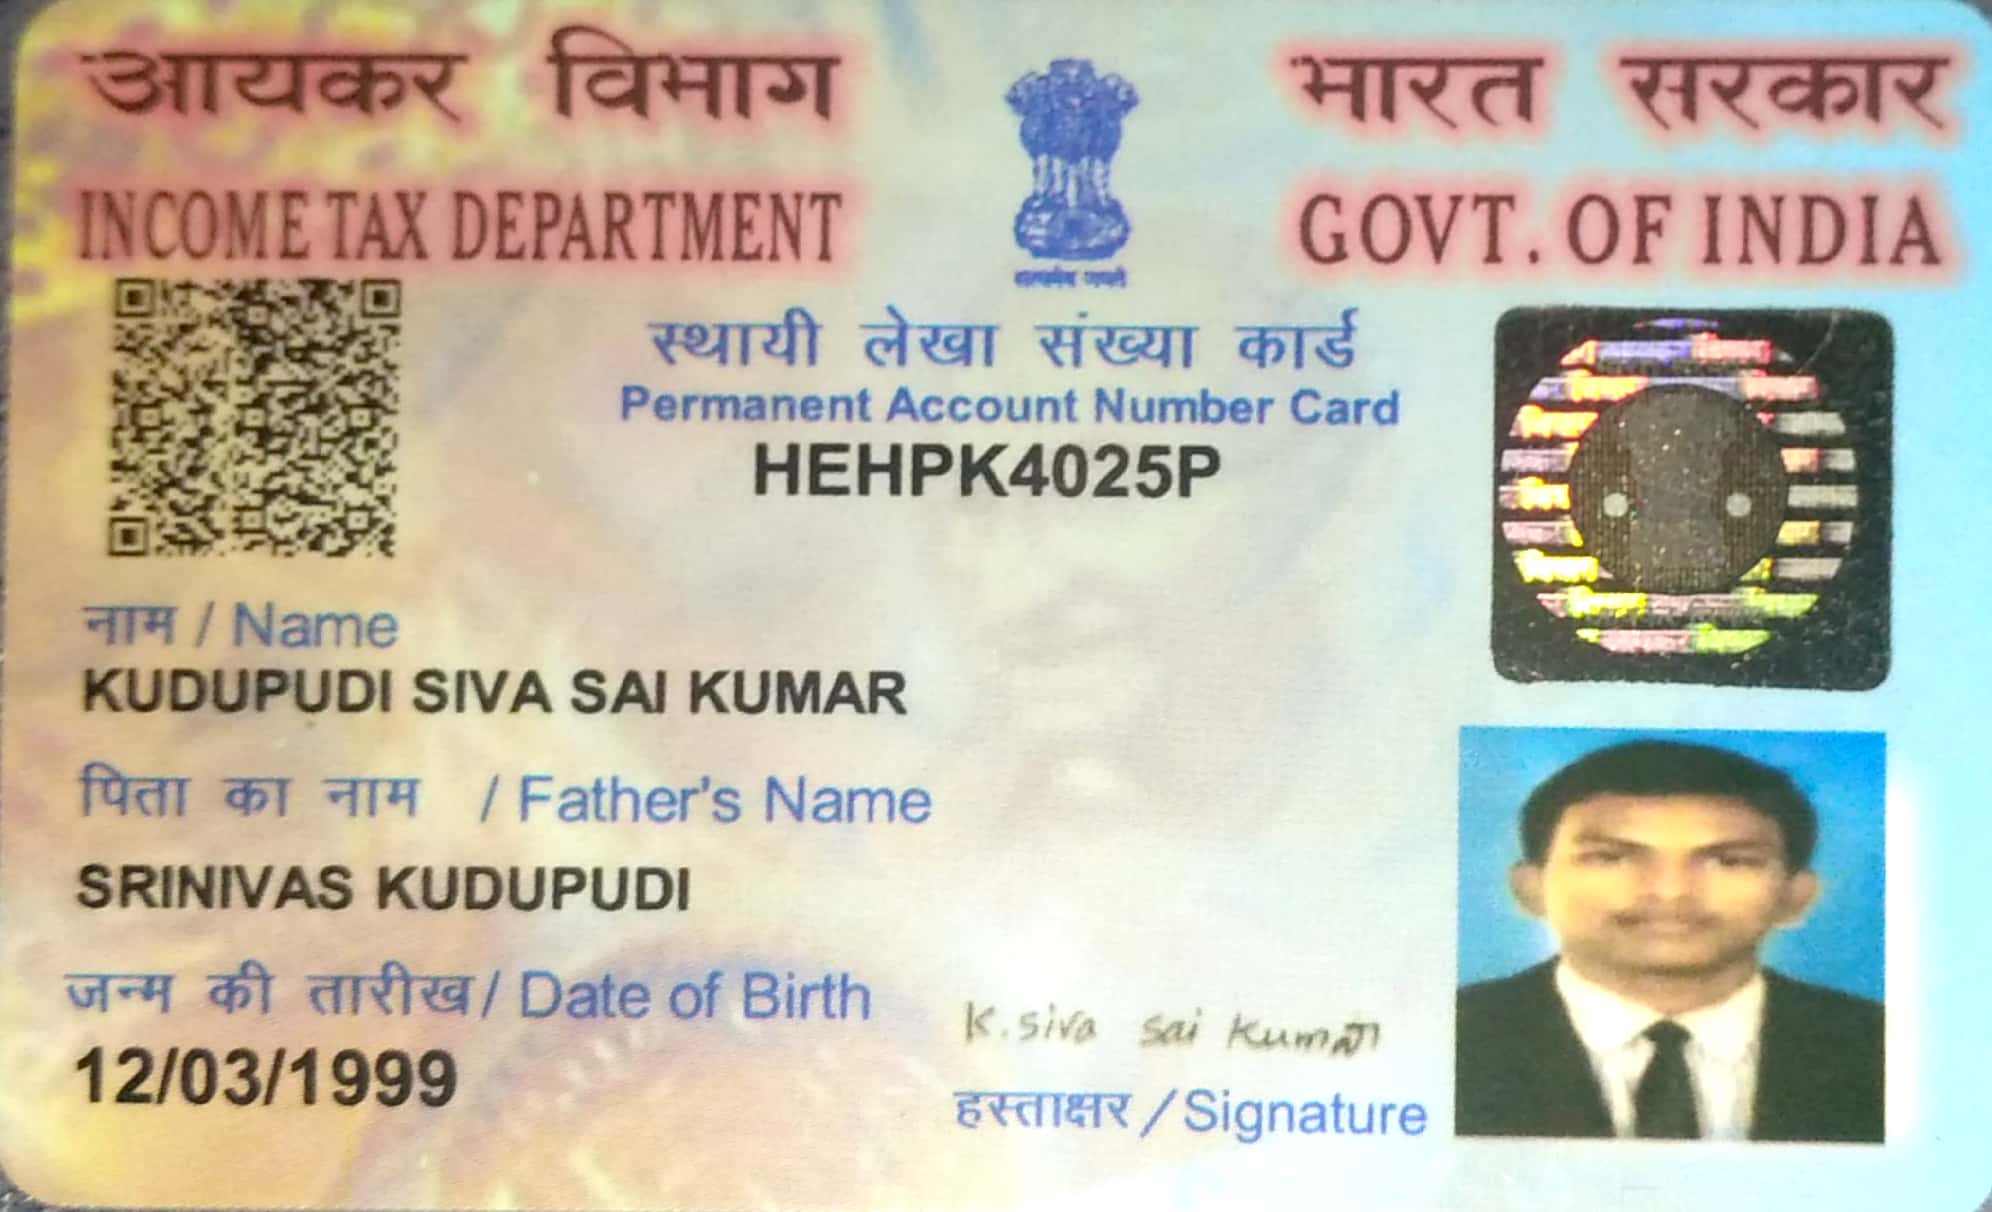 आयकर विभाग
INCOME TAX DEPARTMENT
सत्यमेव जयते
भारत सरकार
GOVT. OF INDIA
स्थायी लेखा संख्या कार्ड
Permanent Account Number Card
HEHPK4025P
नाम / Name
KUDUPUDI SIVA SAI KUMAR
पिता का नाम / Father's Name
SRINIVAS KUDUPUDI
जन्म की तारीख / Date of Birth
12/03/1999
K. Siva Sai Kumar
हस्ताक्षर / Signature